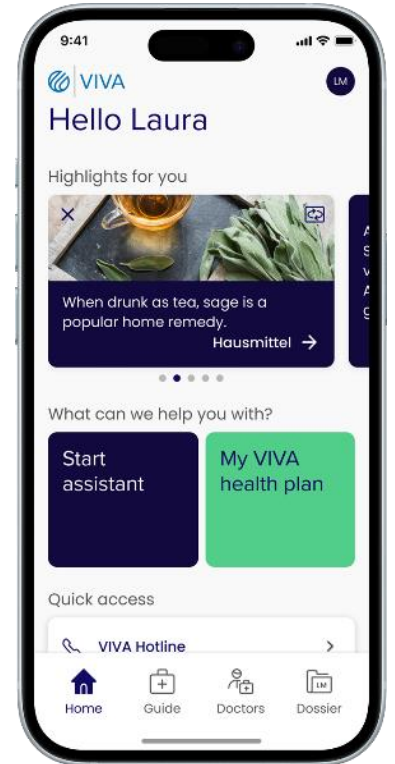 9:41
VIVA
LM
Hello Laura
Highlights for you
When drunk as tea, sage is a
popular home remedy.
Hausmittel
What can we help you with?
Start
assistant
My VIVA
health plan
Quick access
VIVA Hotline
Home
Guide
Doctors
LM
Dossier